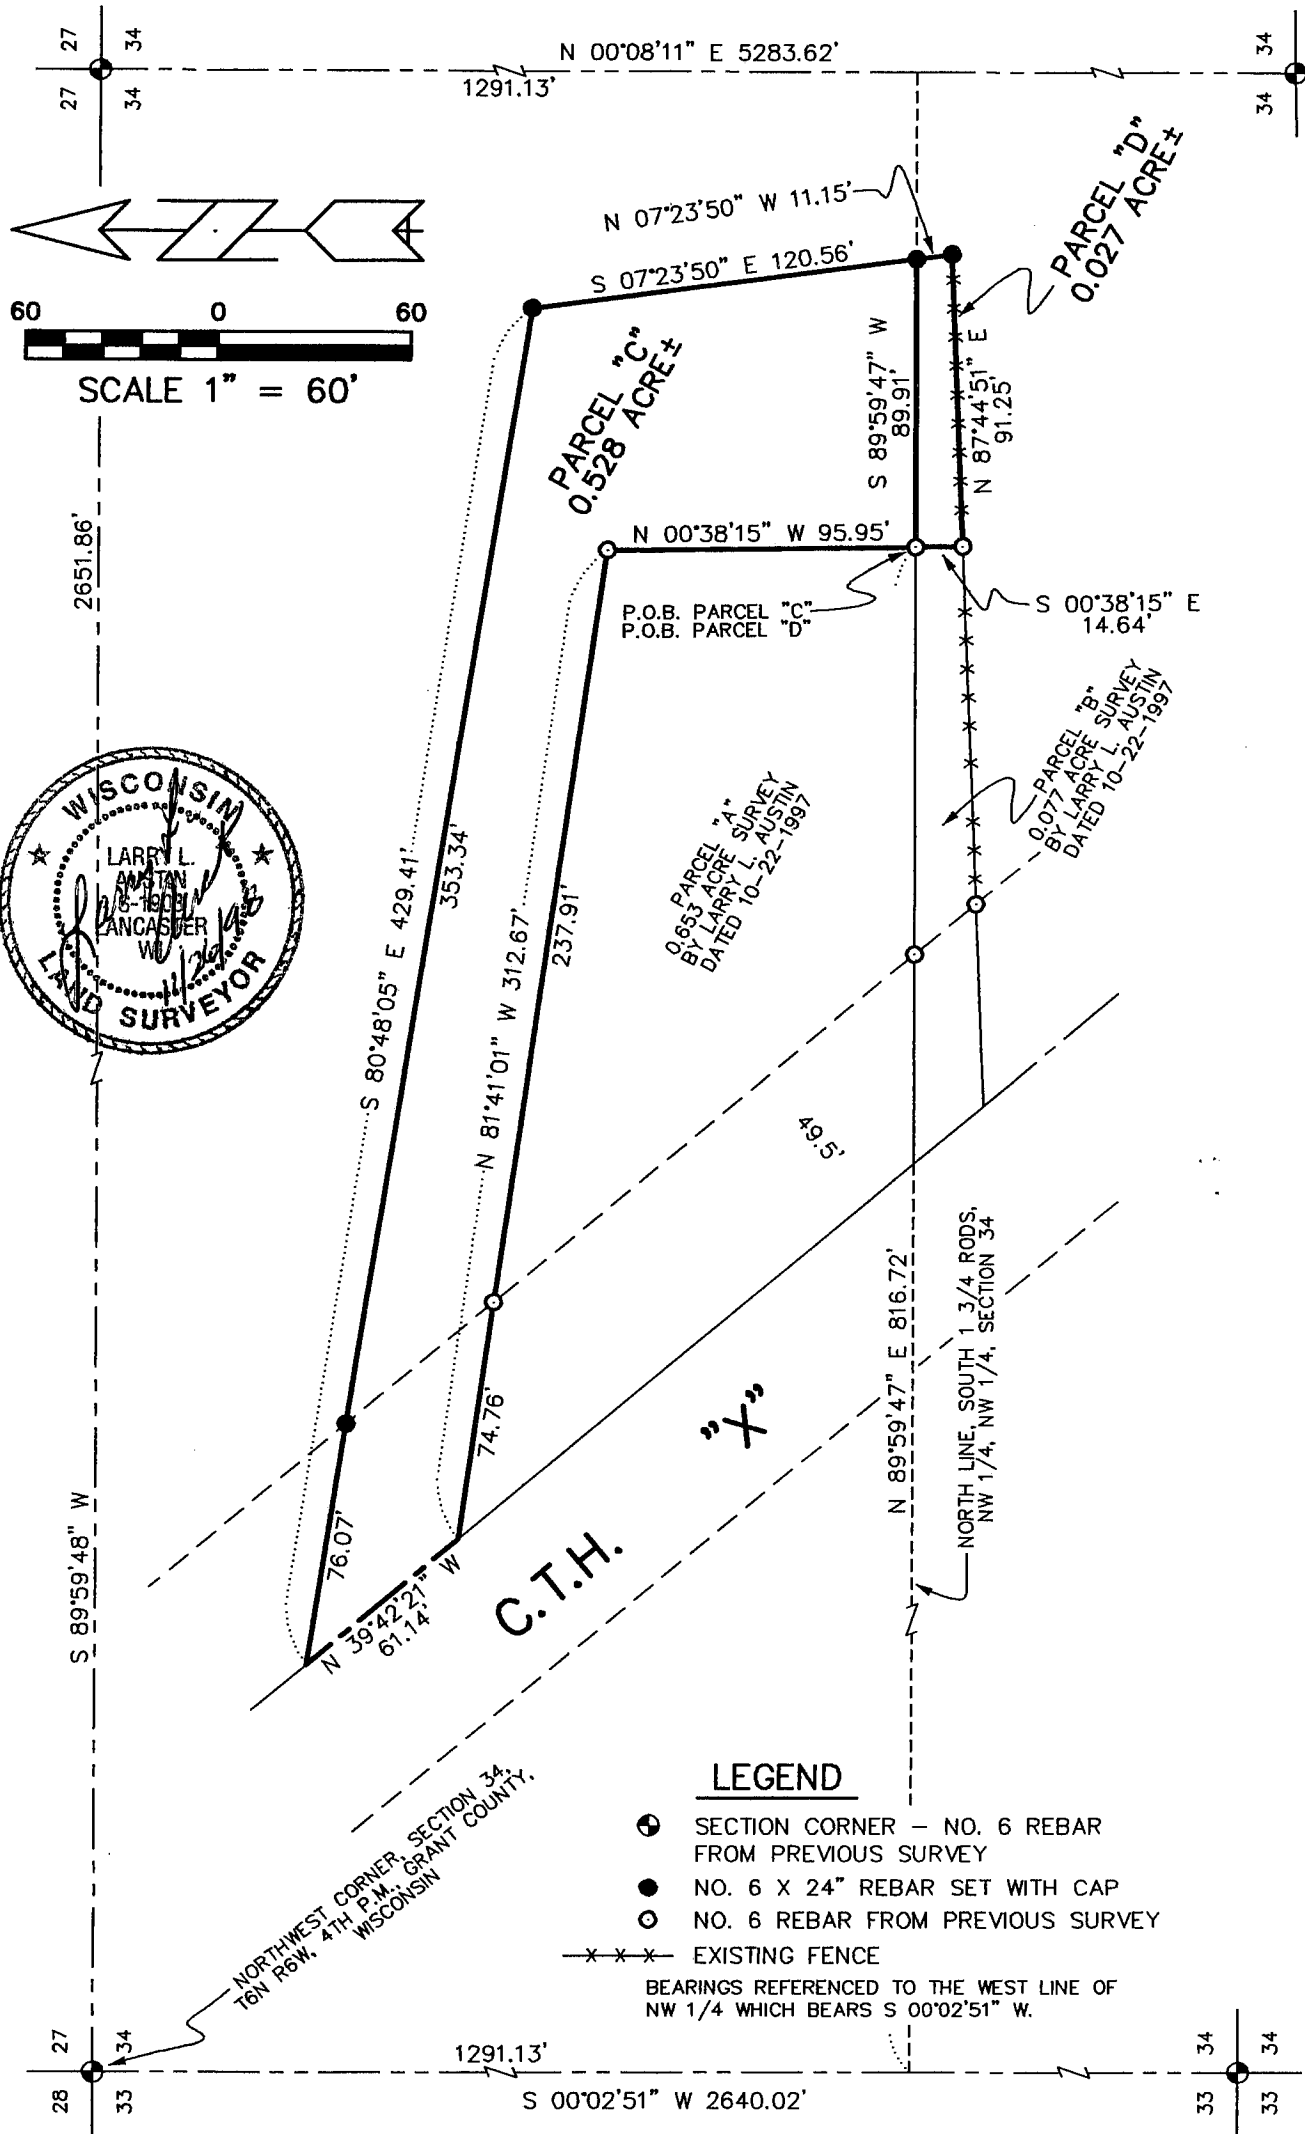 27
34
27
34
N 00°08'11" E 5283.62'
1291.13'
34
34
N 07°23'50" W 11.15'
S 07°23'50" E 120.56'
PARCEL "D"
0.027 ACRE±
60 0 60
SCALE 1" = 60'
PARCEL "C"
0.528 ACRE±
S 89°59'47" W
89.91'
N 87°44'51" E
91.25'
N 00°38'15" W 95.95'
P.O.B. PARCEL "C"
P.O.B. PARCEL "D"
S 00°38'15" E
14.64'
2651.86'
S 89°59'48" W
WISCONSIN
LARRY L.
AUSTIN
S-1903
LANCASTER
WI
LAND SURVEYOR
S 80°48'05" E 429.41'
353.34'
N 81°41'01" W 312.67'
237.91'
PARCEL "A"
0.653 ACRE SURVEY
BY LARRY L. AUSTIN
DATED 10-22-1997
PARCEL "B"
0.077 ACRE SURVEY
BY LARRY L. AUSTIN
DATED 10-22-1997
49.5'
76.07'
74.76'
N 39°42'21" W
61.14'
C.T.H. "X"
N 89°59'47" E 816.72'
NORTH LINE, SOUTH 1 3/4 RODS,
NW 1/4, NW 1/4, SECTION 34
NORTHWEST CORNER, SECTION 34,
T6N R6W, 4TH P.M., GRANT COUNTY,
WISCONSIN
LEGEND
SECTION CORNER - NO. 6 REBAR
FROM PREVIOUS SURVEY
NO. 6 X 24" REBAR SET WITH CAP
NO. 6 REBAR FROM PREVIOUS SURVEY
EXISTING FENCE
BEARINGS REFERENCED TO THE WEST LINE OF
NW 1/4 WHICH BEARS S 00°02'51" W.
27
34
28
33
1291.13'
S 00°02'51" W 2640.02'
34
34
33
33